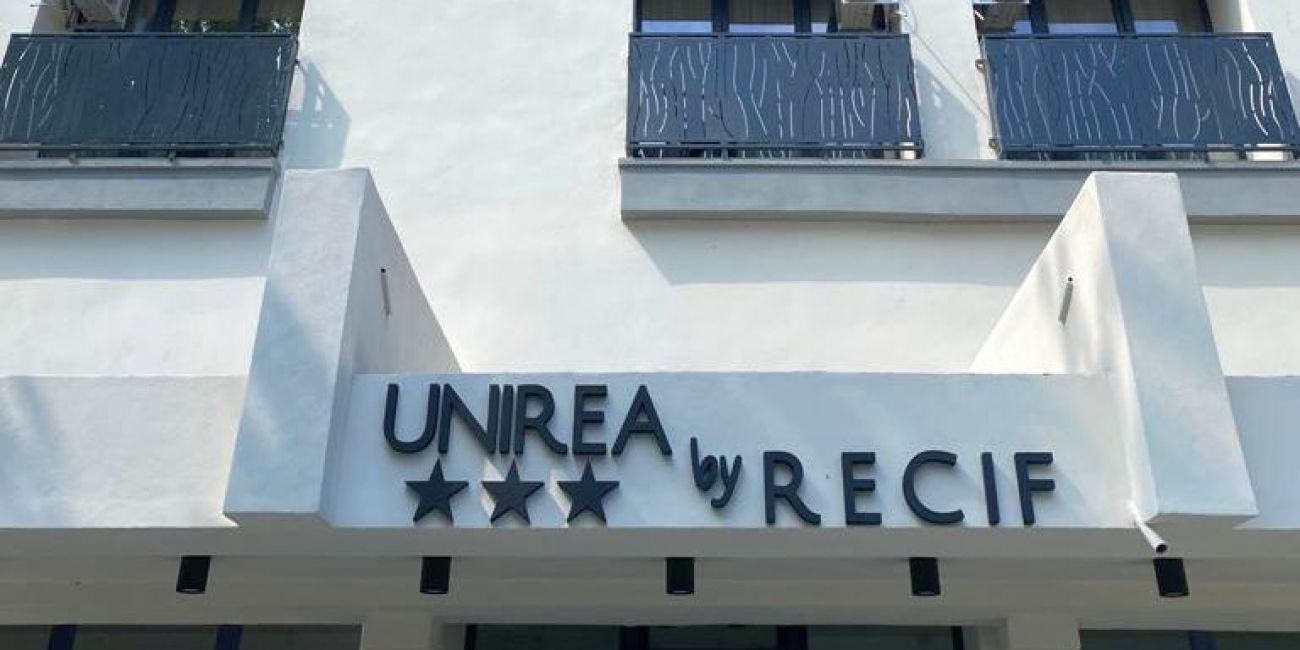 UNIREA
★★★
by RECIF